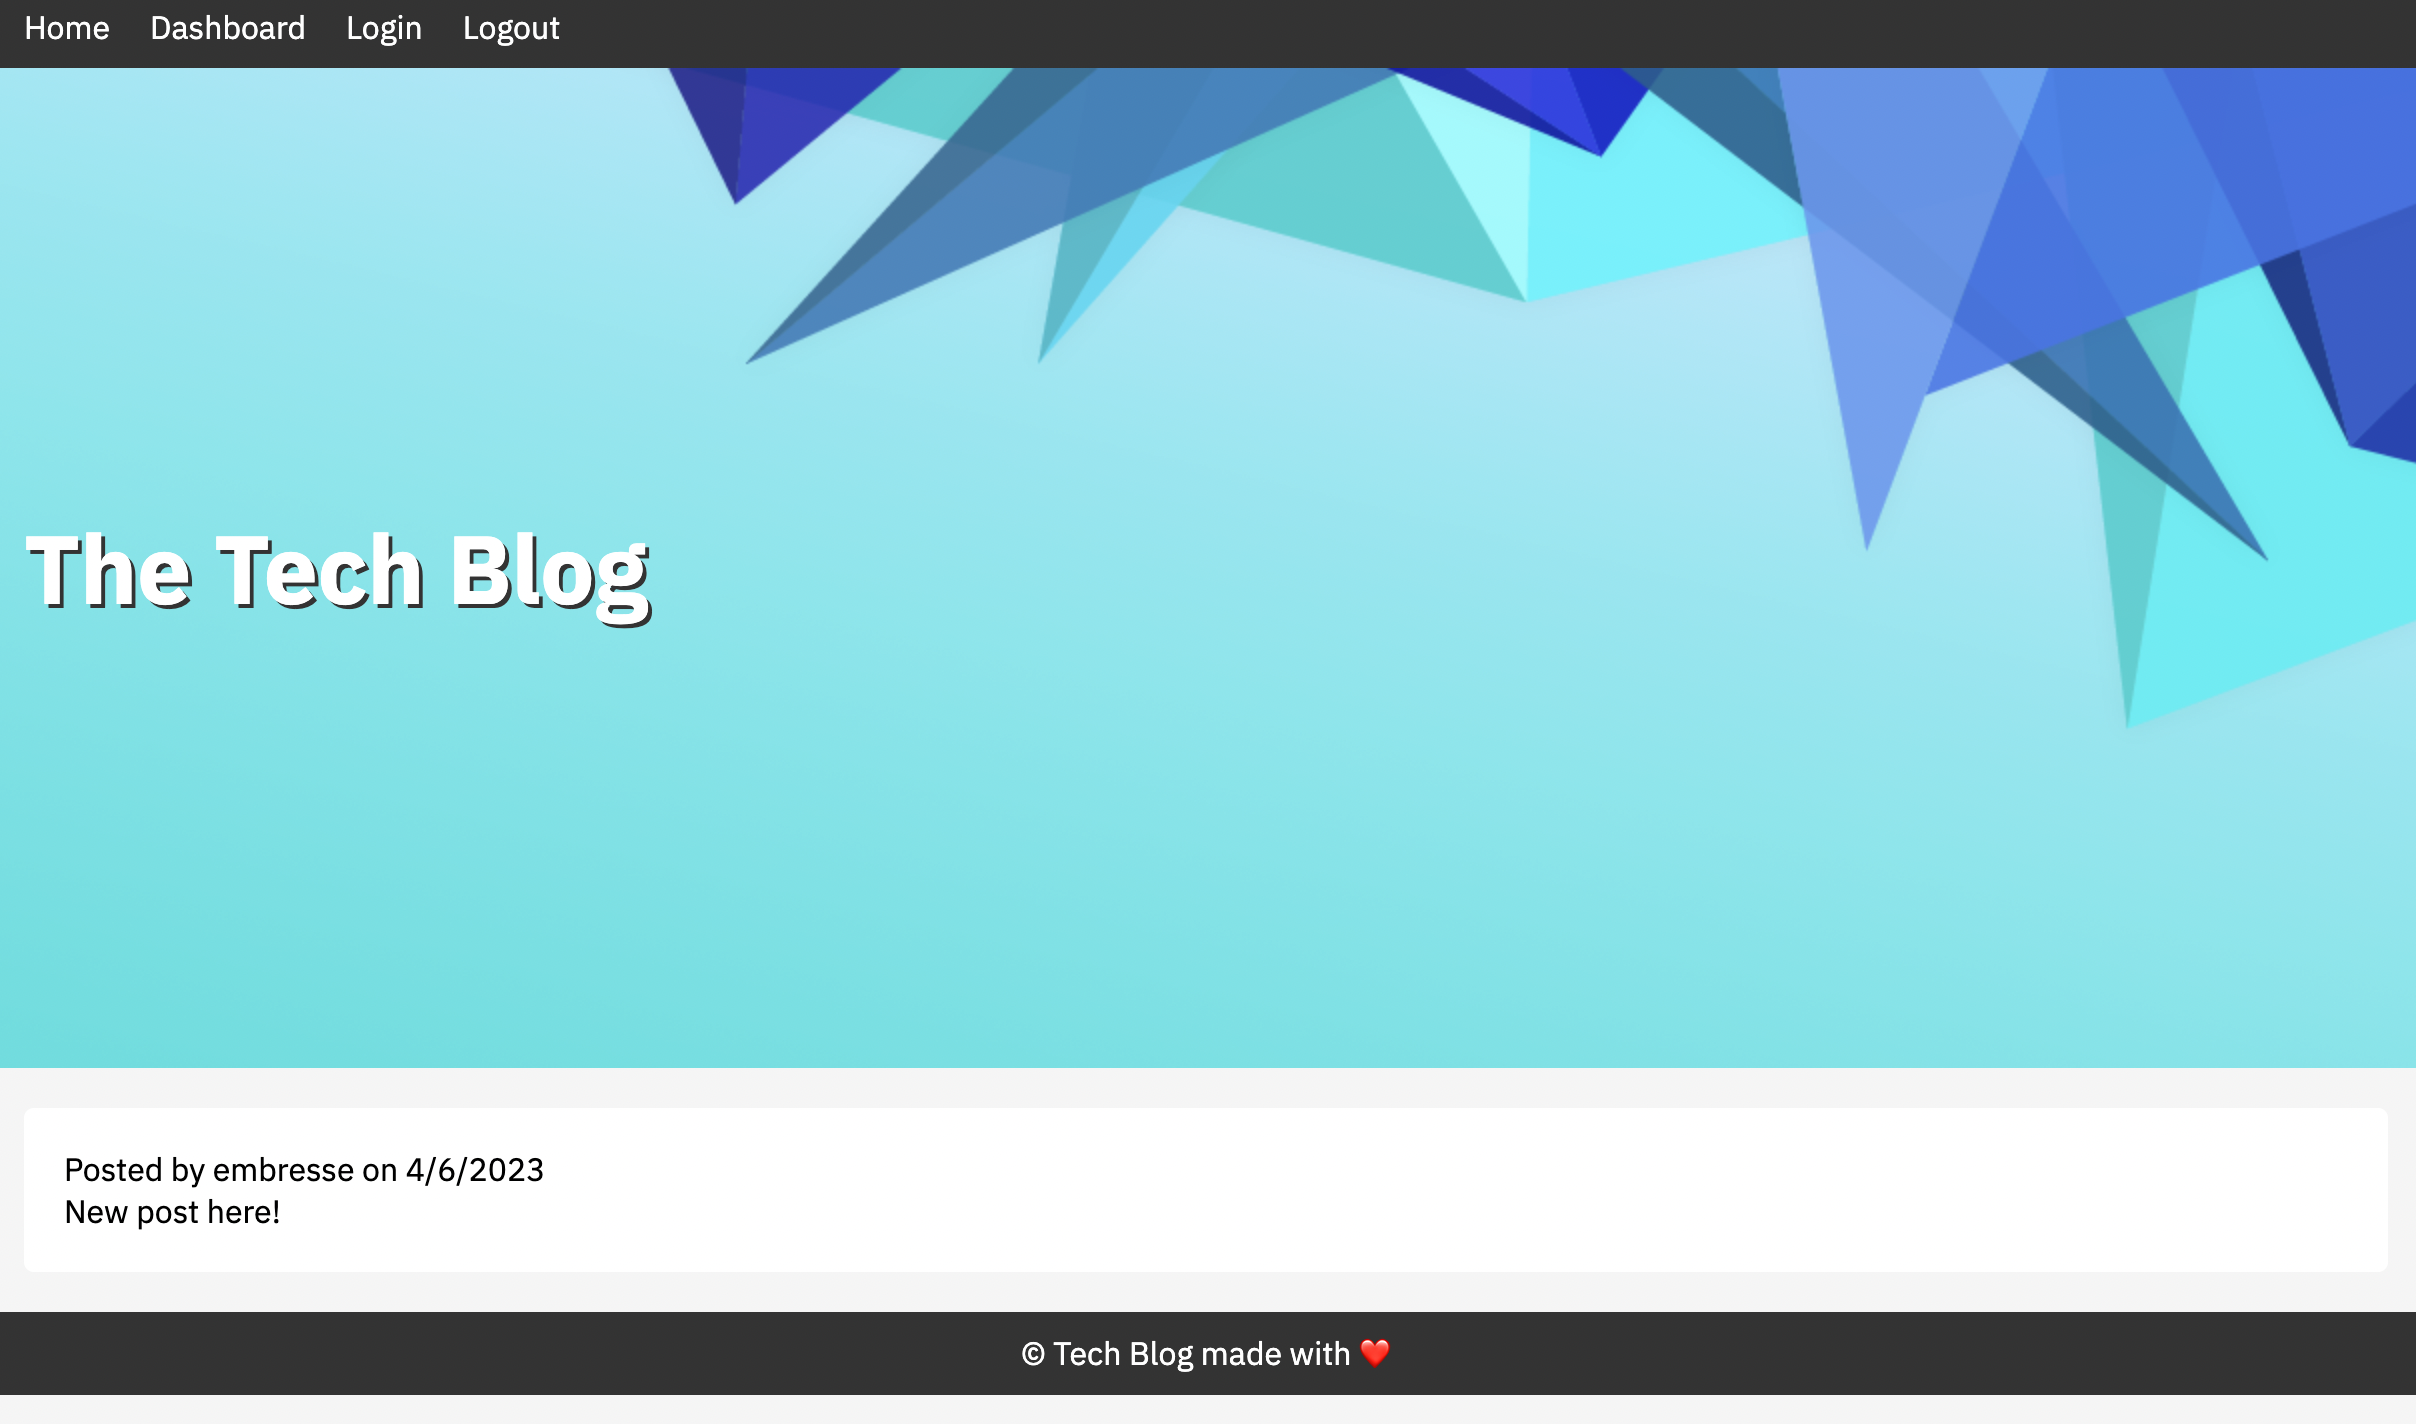 Home Dashboard Login Logout
The Tech Blog
Posted by embresse on 4/6/2023
New post here!
© Tech Blog made with ❤️